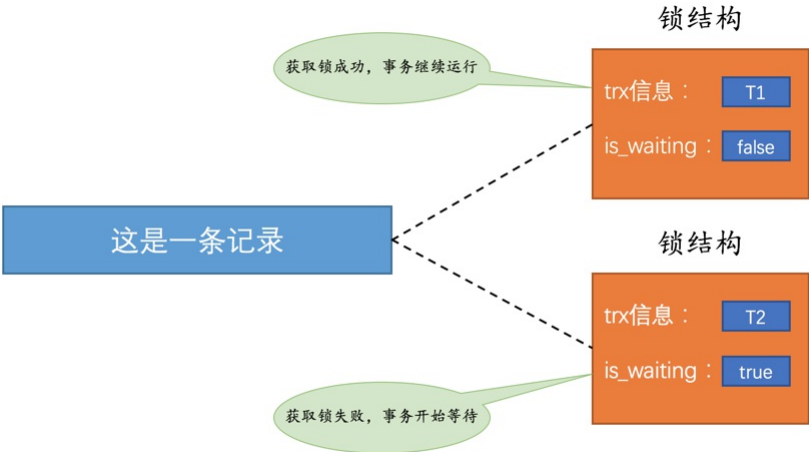 锁结构
获取锁成功，事务继续运行
trx信息： T1
is_waiting： false
这是一条记录
锁结构
trx信息： T2
is_waiting： true
获取锁失败，事务开始等待